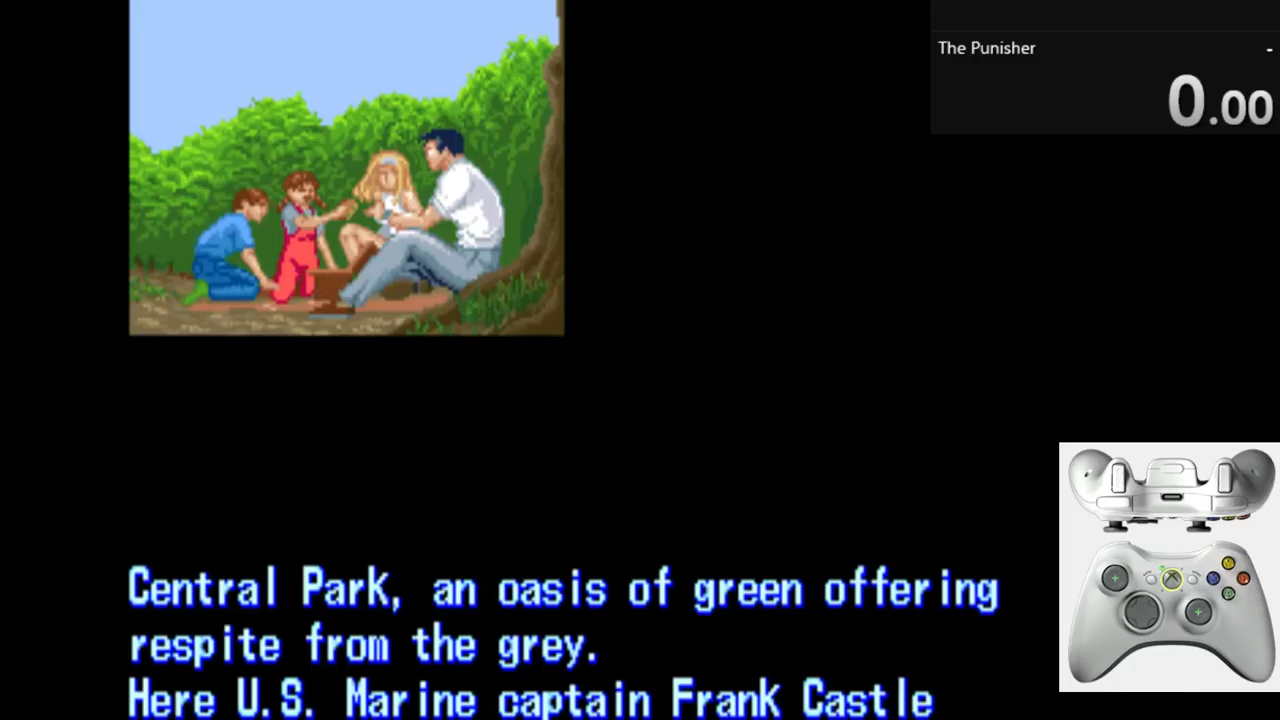 The Punisher -
0.00
Central Park, an oasis of green offering
respite from the grey.
Here U.S. Marine captain Frank Castle